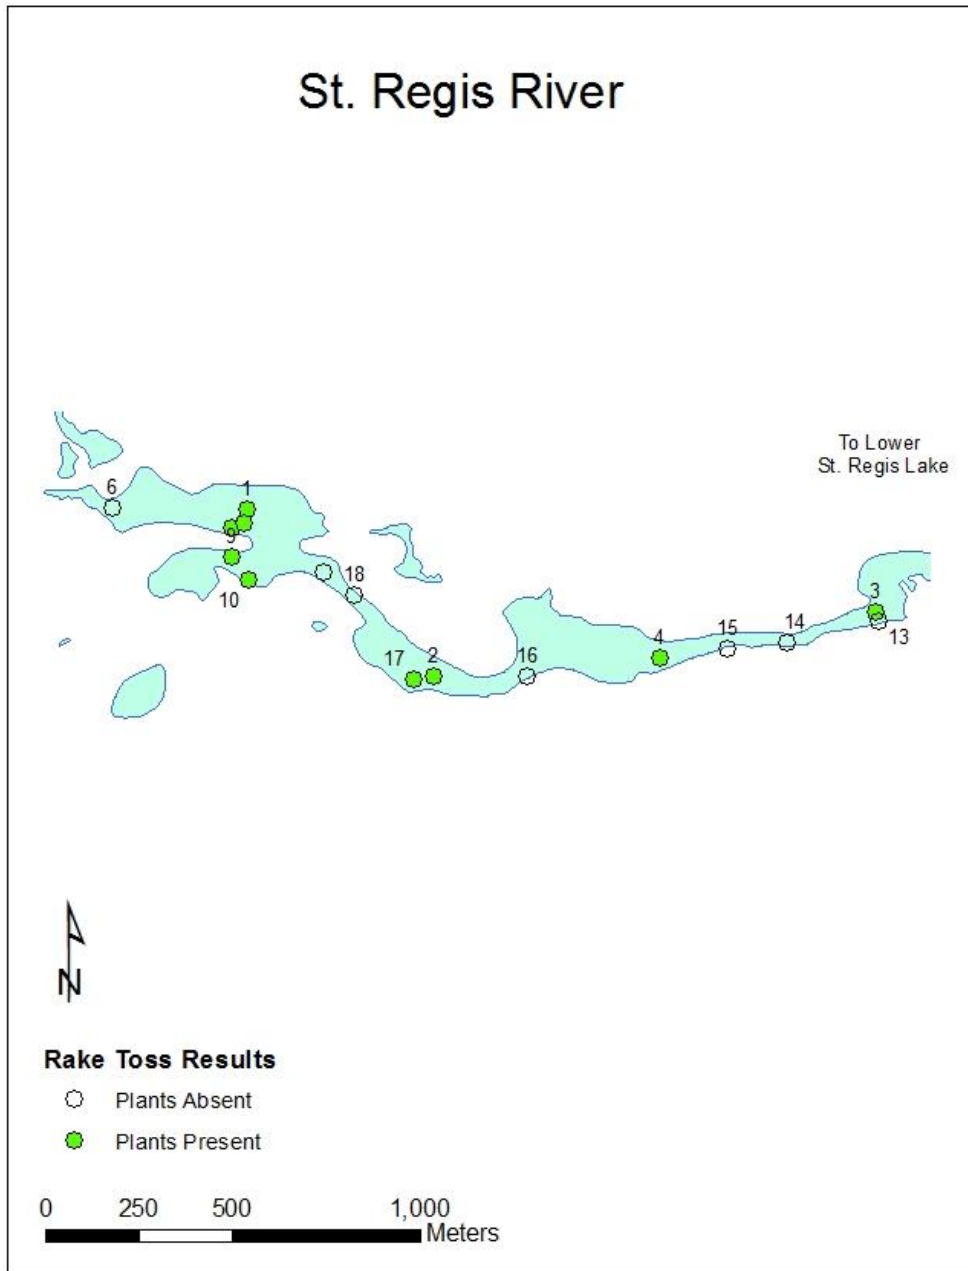 St. Regis River
To Lower
St. Regis Lake
6
1
9
10
18
3
13
14
15
4
17
2
16
N
Rake Toss Results
Plants Absent
Plants Present
0 250 500 1,000
Meters